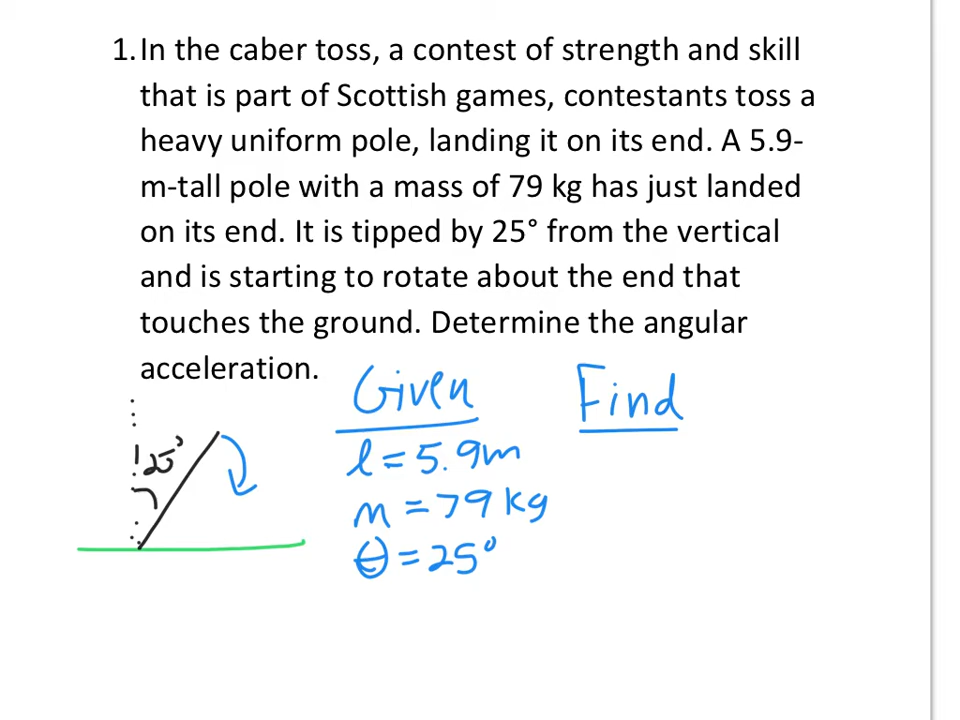 1. In the caber toss, a contest of strength and skill
that is part of Scottish games, contestants toss a
heavy uniform pole, landing it on its end. A 5.9-
m-tall pole with a mass of 79 kg has just landed
on its end. It is tipped by 25° from the vertical
and is starting to rotate about the end that
touches the ground. Determine the angular
acceleration.
Given
Find
25°
l = 5.9m
m = 79 kg
θ = 25°